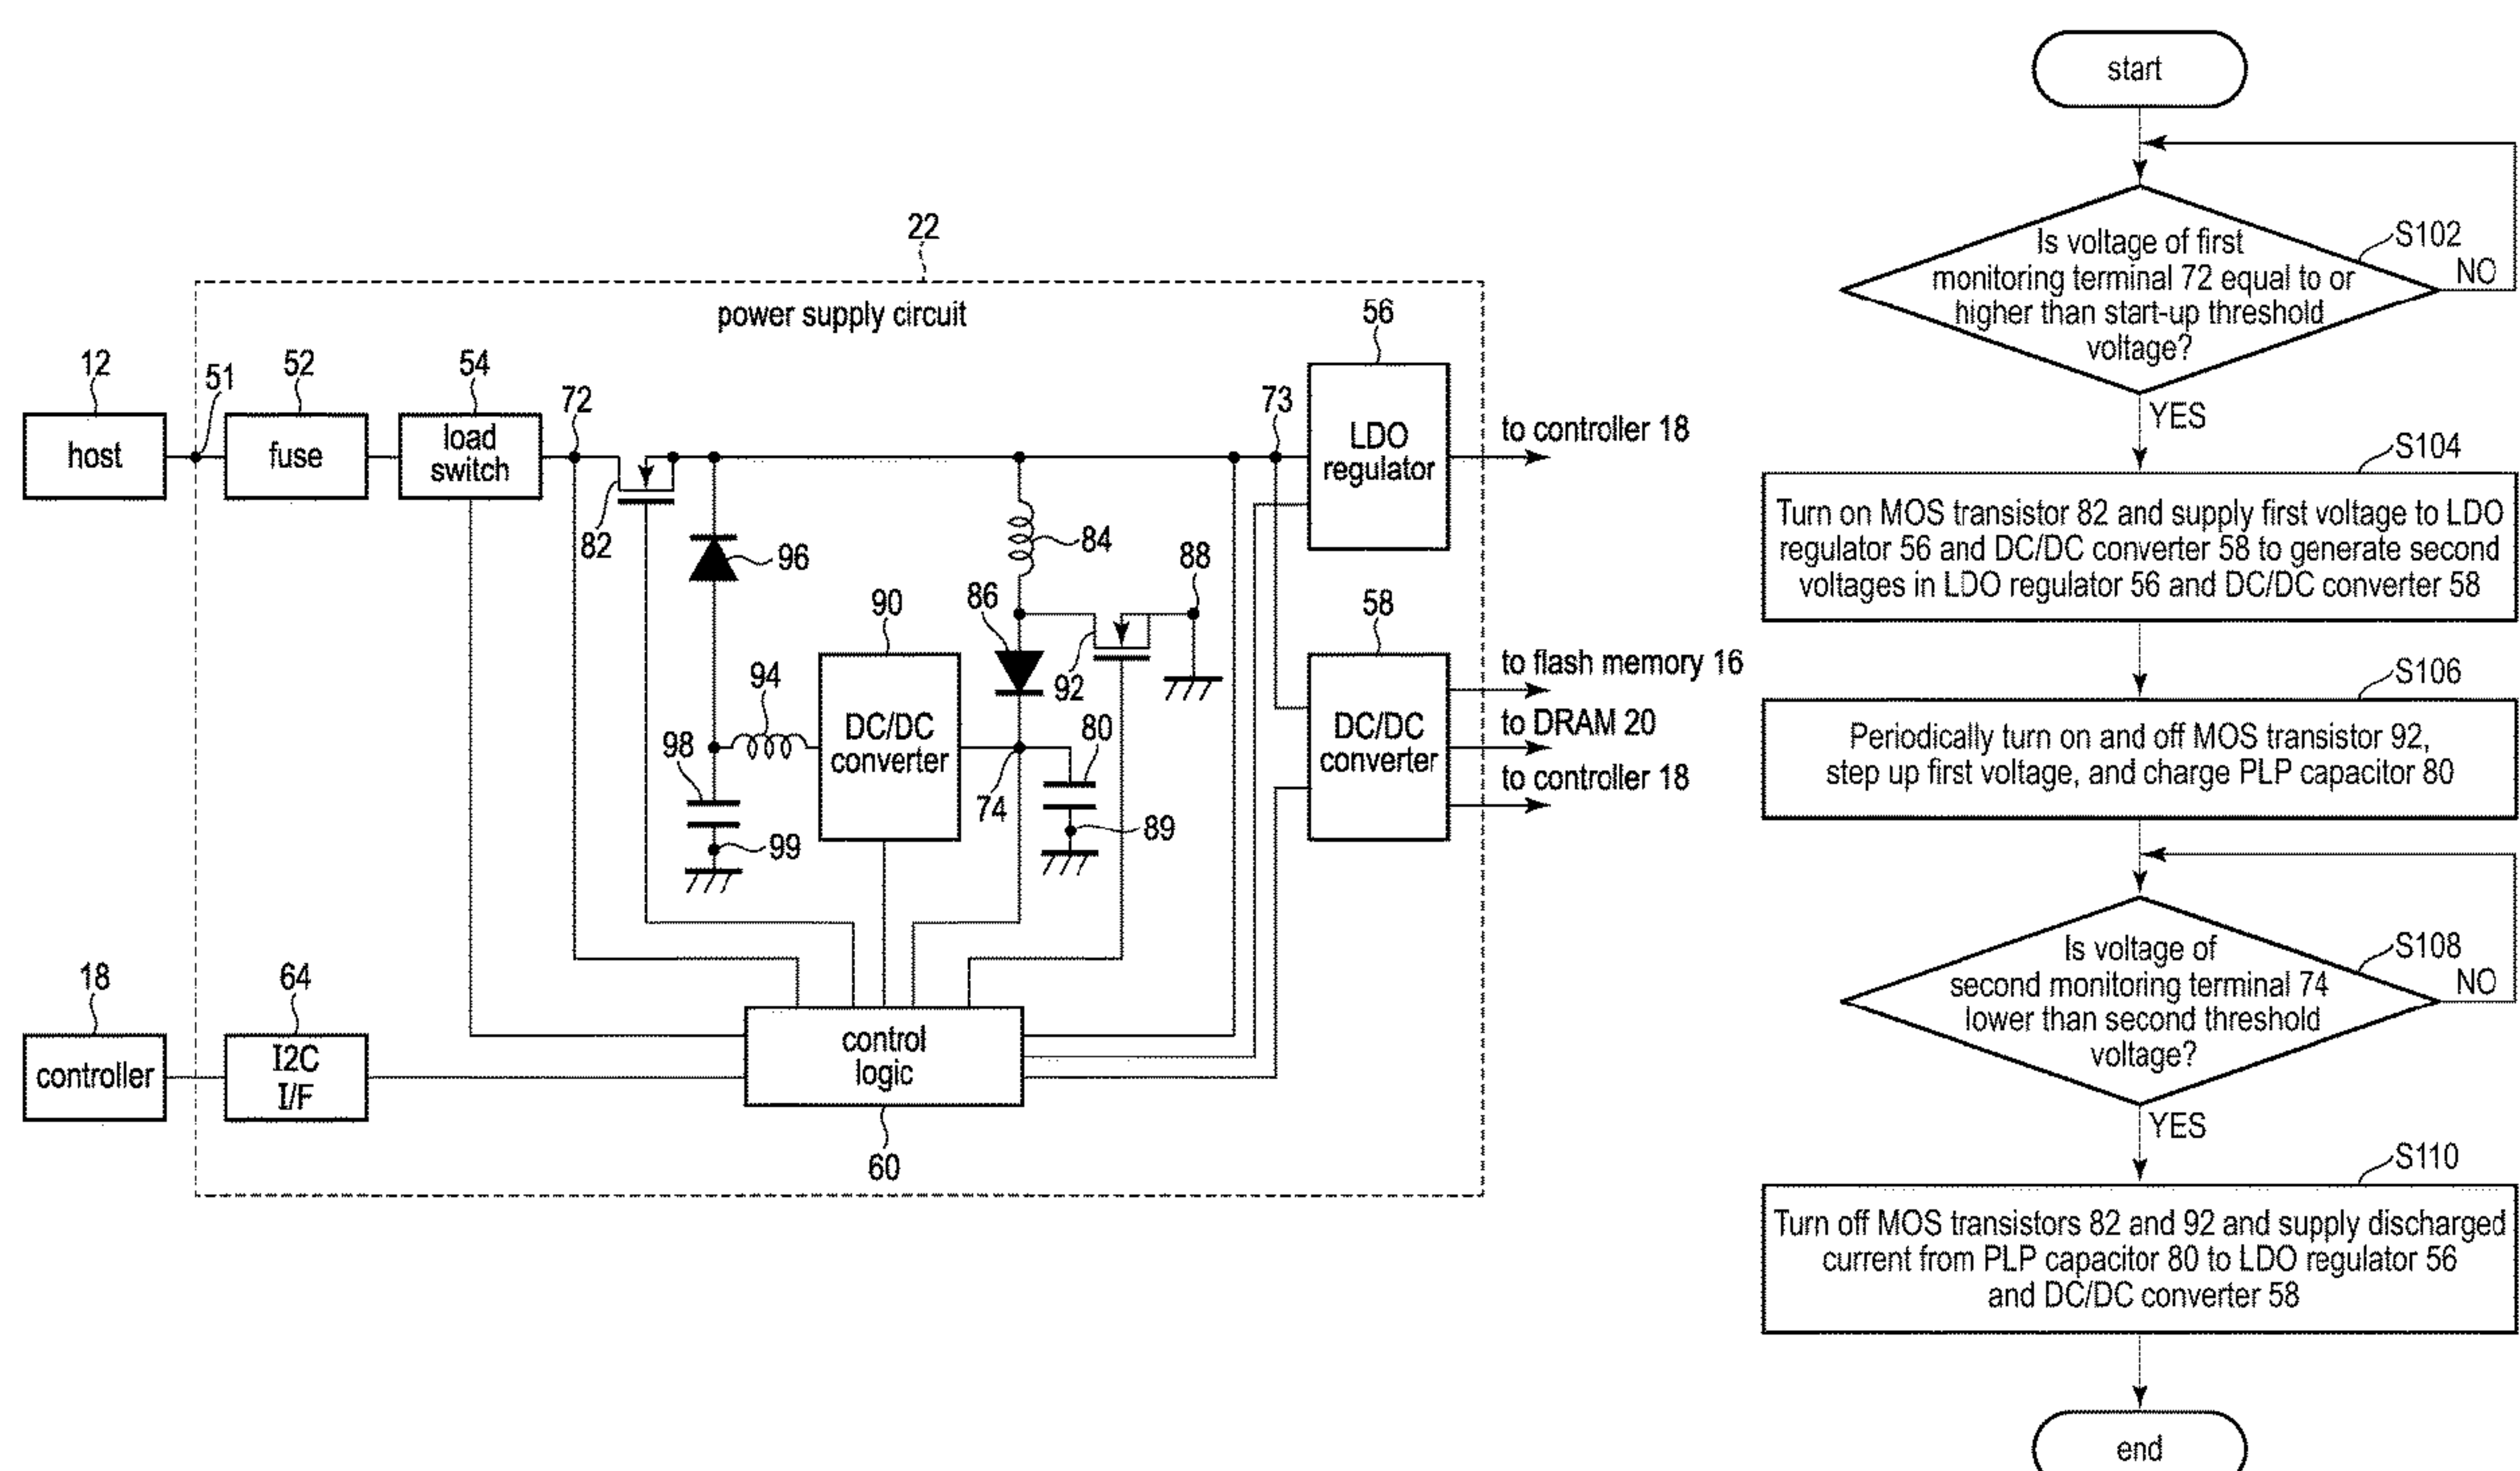 22
power supply circuit
12
host
51
52
fuse
54
load
switch
72
82
96
84
86
88
92
90
DC/DC
converter
94
98
99
74
80
89
73
56
LDO
regulator
to controller 18
58
DC/DC
converter
to flash memory 16
to DRAM 20
to controller 18
18
controller
64
I2C
I/F
control
logic
60
start
Is voltage of first
monitoring terminal 72 equal to or
higher than start-up threshold
voltage?
S102
NO
YES
S104
Turn on MOS transistor 82 and supply first voltage to LDO
regulator 56 and DC/DC converter 58 to generate second
voltages in LDO regulator 56 and DC/DC converter 58
S106
Periodically turn on and off MOS transistor 92,
step up first voltage, and charge PLP capacitor 80
Is voltage of
second monitoring terminal 74
lower than second threshold
voltage?
S108
NO
YES
S110
Turn off MOS transistors 82 and 92 and supply discharged
current from PLP capacitor 80 to LDO regulator 56
and DC/DC converter 58
end